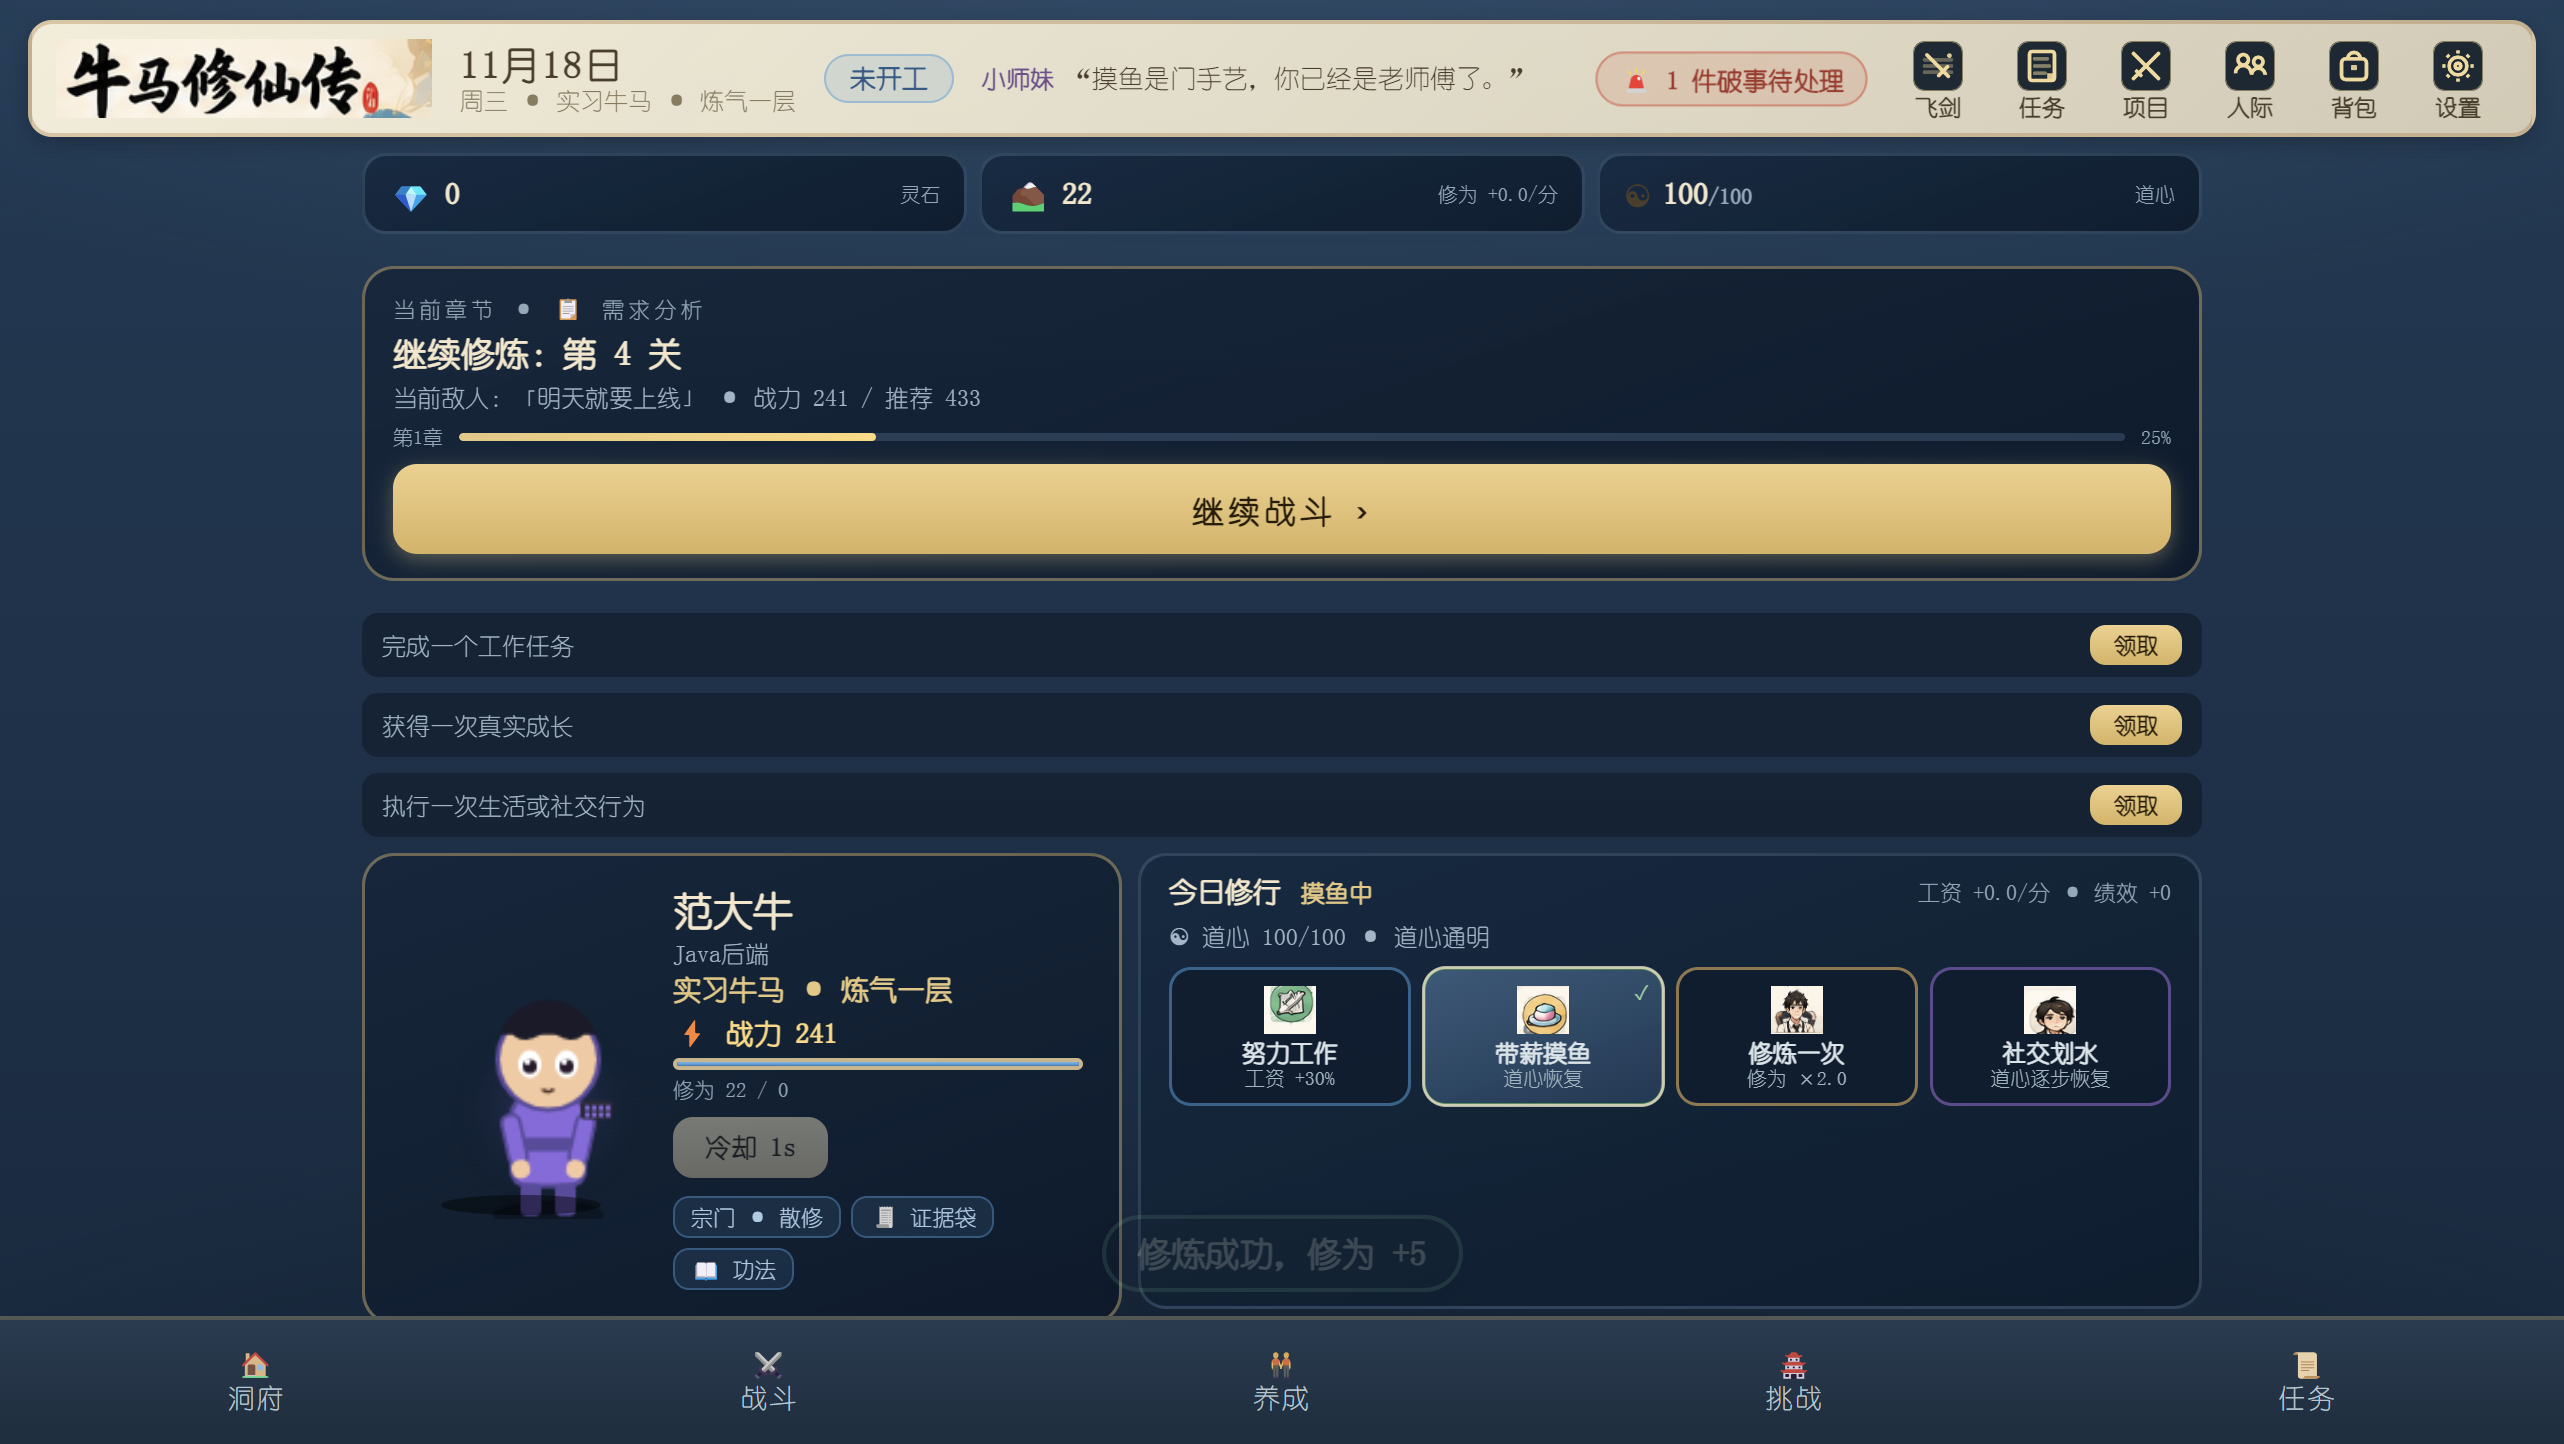 牛马修仙传
11月18日
周三 • 实习牛马 • 炼气一层
未开工
小师妹 “摸鱼是门手艺，你已经是老师傅了。”
1 件破事待处理
飞剑
任务
项目
人际
背包
设置
0
灵石
22
修为 +0.0/分
100/100
道心
当前章节 • 需求分析
继续修炼：第 4 关
当前敌人：「明天就要上线」 • 战力 241 / 推荐 433
第1章
25%
继续战斗 ›
完成一个工作任务
领取
获得一次真实成长
领取
执行一次生活或社交行为
领取
范大牛
Java后端
实习牛马 • 炼气一层
战力 241
修为 22 / 0
冷却 1s
宗门 • 散修
证据袋
功法
今日修行 摸鱼中
工资 +0.0/分 • 绩效 +0
道心 100/100 • 道心通明
努力工作
工资 +30%
带薪摸鱼
道心恢复
✓
修炼一次
修为 ×2.0
社交划水
道心逐步恢复
修炼成功，修为 +5
洞府
战斗
养成
挑战
任务